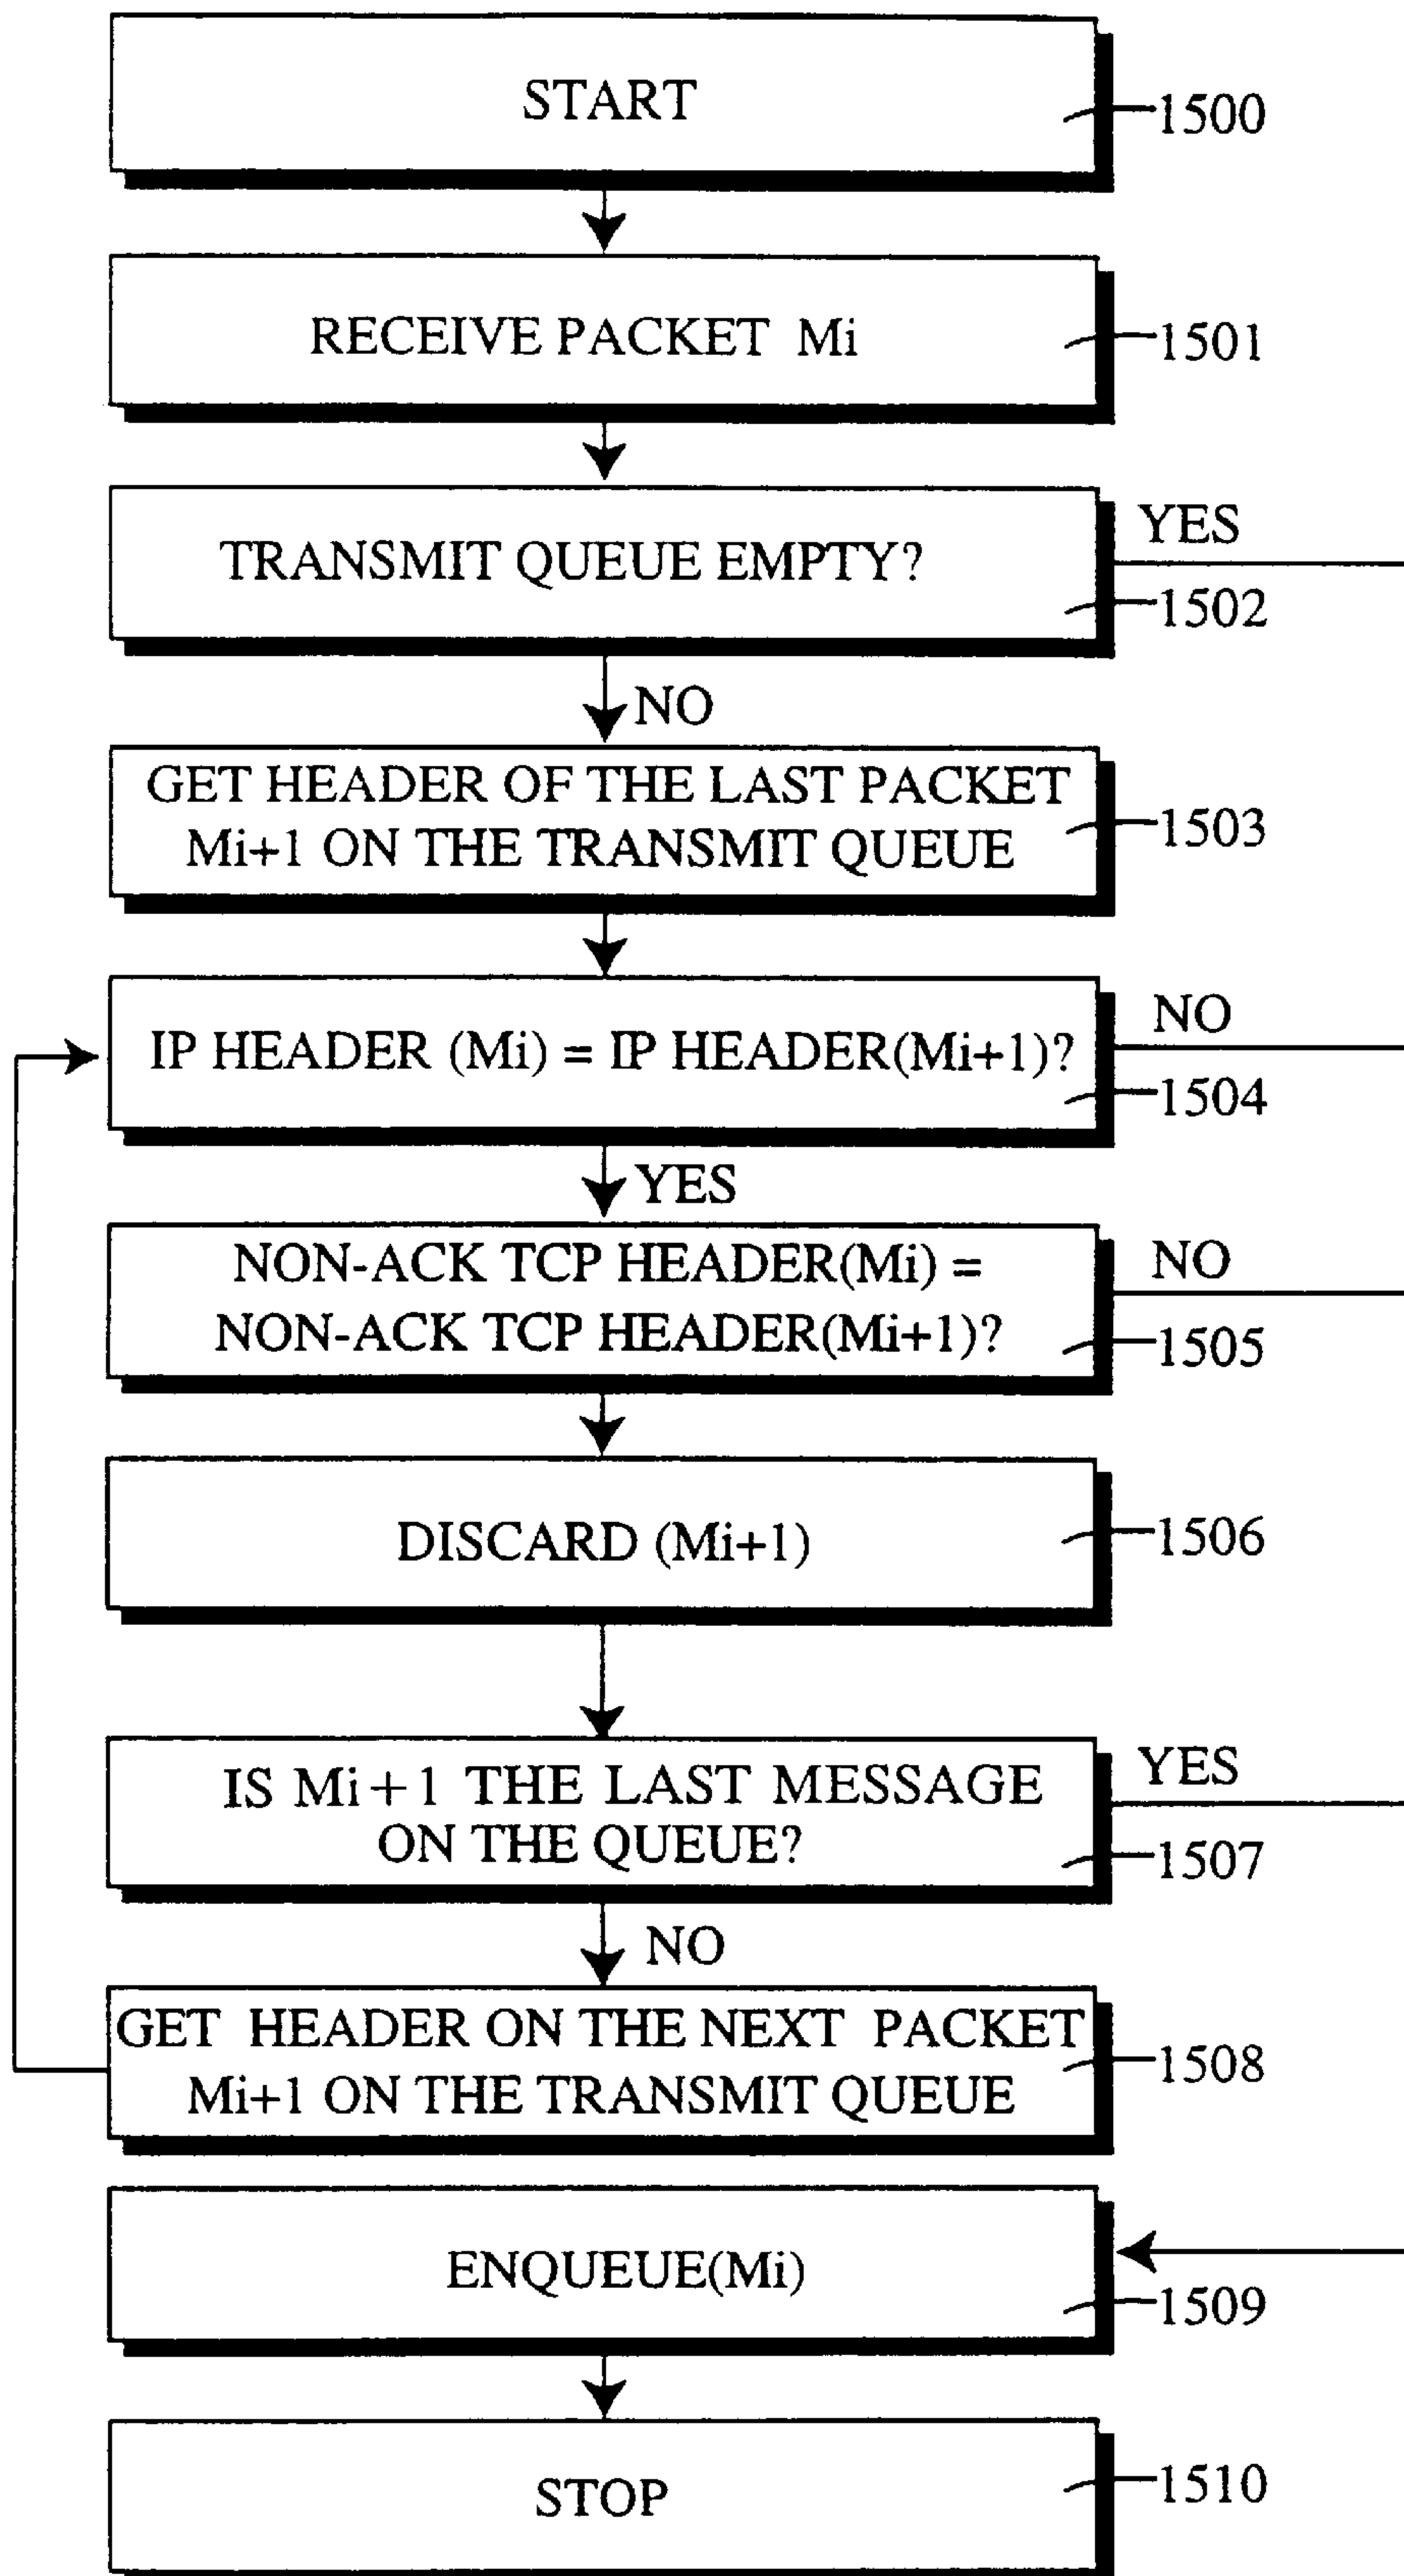 START
1500
RECEIVE PACKET Mi
1501
TRANSMIT QUEUE EMPTY?
YES
1502
NO
GET HEADER OF THE LAST PACKET
Mi+1 ON THE TRANSMIT QUEUE
1503
IP HEADER (Mi) = IP HEADER(Mi+1)?
NO
1504
YES
NON-ACK TCP HEADER(Mi) =
NON-ACK TCP HEADER(Mi+1)?
NO
1505
DISCARD (Mi+1)
1506
IS Mi+1 THE LAST MESSAGE
ON THE QUEUE?
YES
1507
NO
GET HEADER ON THE NEXT PACKET
Mi+1 ON THE TRANSMIT QUEUE
1508
ENQUEUE(Mi)
1509
STOP
1510